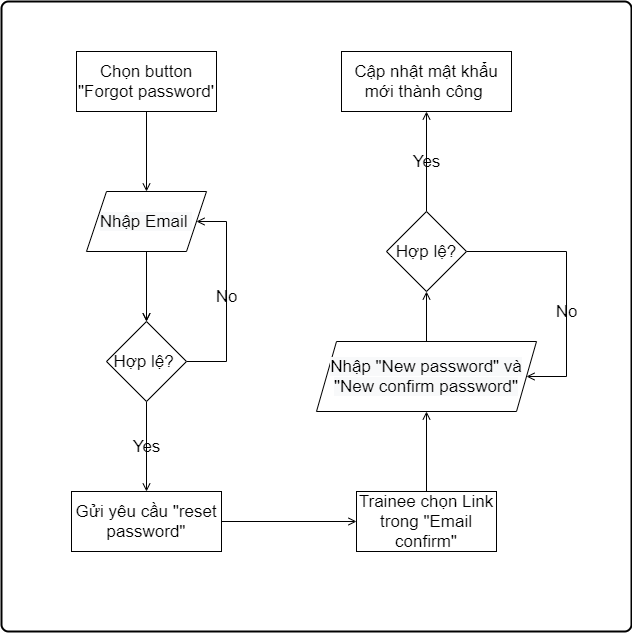 Chọn button
"Forgot password'
Nhập Email
No
Hợp lệ?
Yes
Gửi yêu cầu "reset
password"
Trainee chọn Link
trong "Email
confirm"
Nhập "New password" và
"New confirm password"
No
Hợp lệ?
Yes
Cập nhật mật khẩu
mới thành công